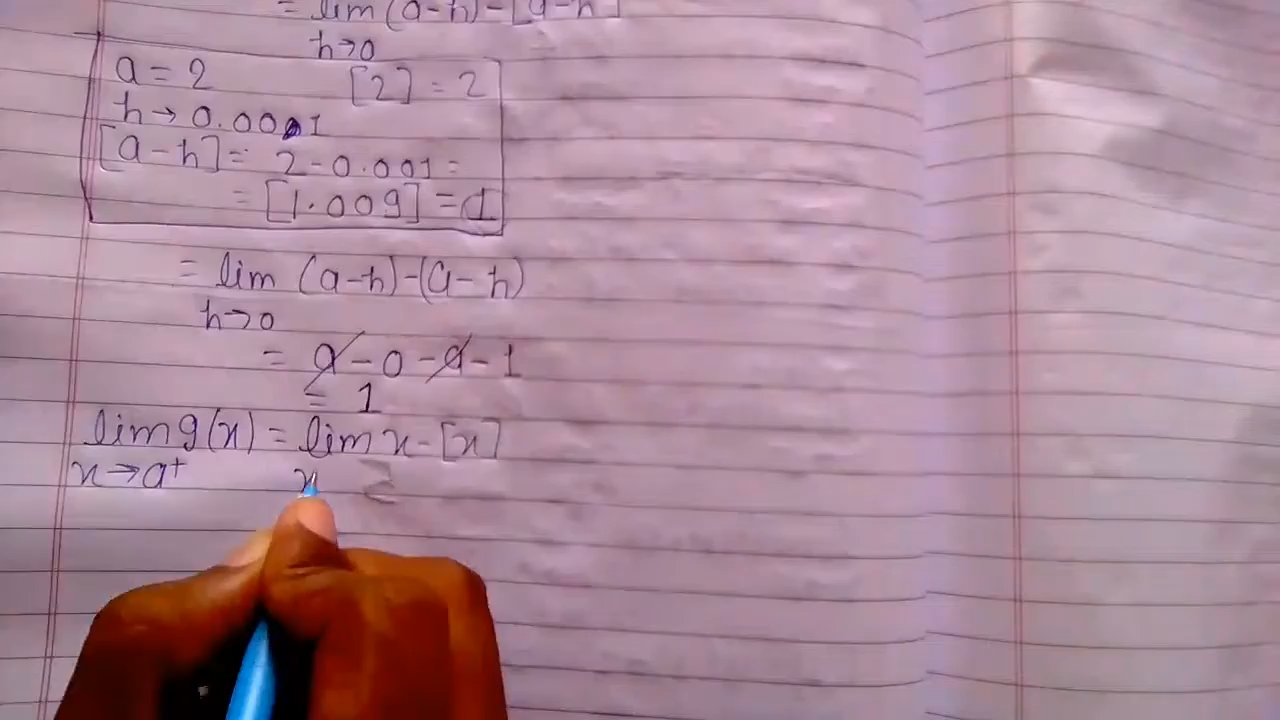 = lim (a-h)-[a-h]
h→0
a = 2 [2] = 2
h → 0.001
[a-h] = 2-0.001 =
= [1.009] = 1
= lim (a-h)-(a-h)
h→0
= a-0-a-1
= 1
lim g(x) = lim x-[x]
x→a⁺ x